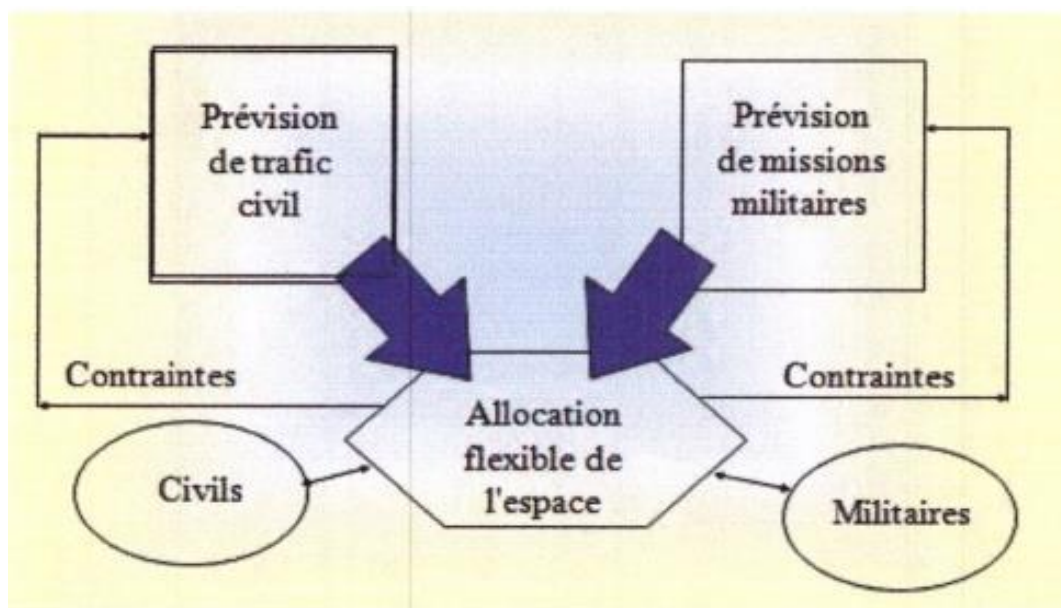 Prévision
de trafic
civil
Prévision
de missions
militaires
Contraintes
Contraintes
Allocation
flexible de
l'espace
Civils
Militaires